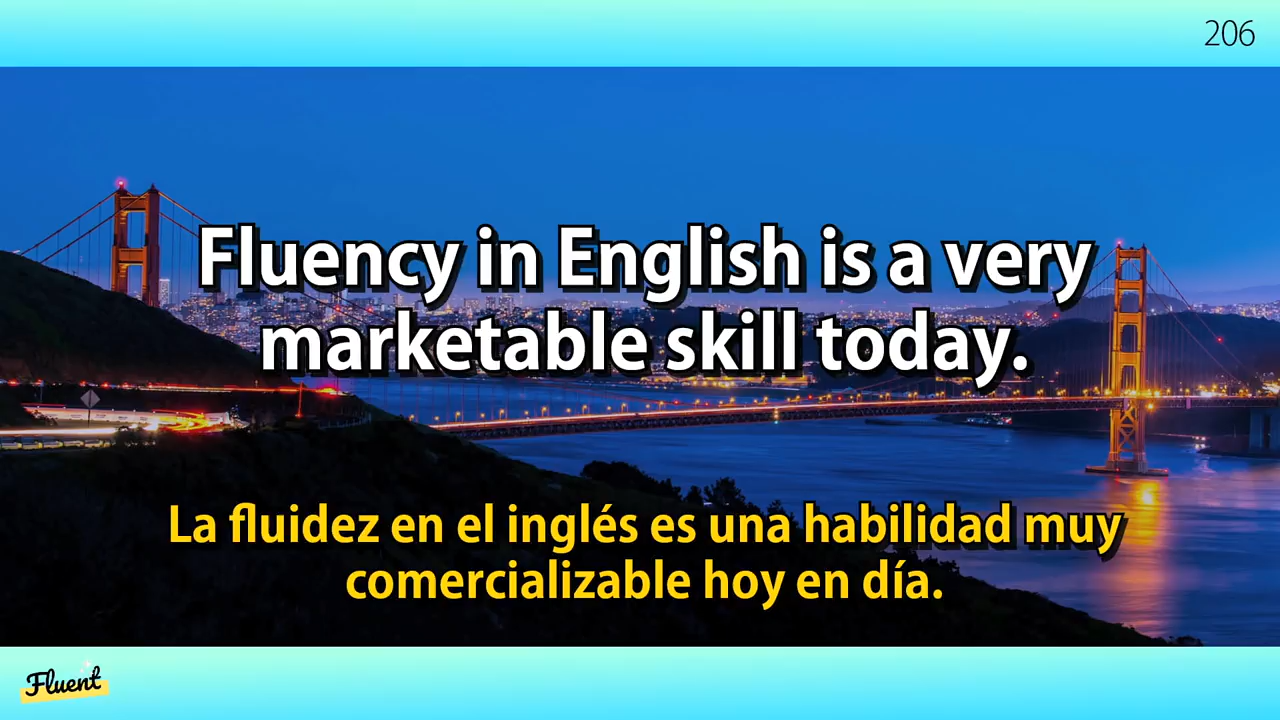 206
Fluency in English is a very
marketable skill today.
La fluidez en el inglés es una habilidad muy
comercializable hoy en día.
Fluent